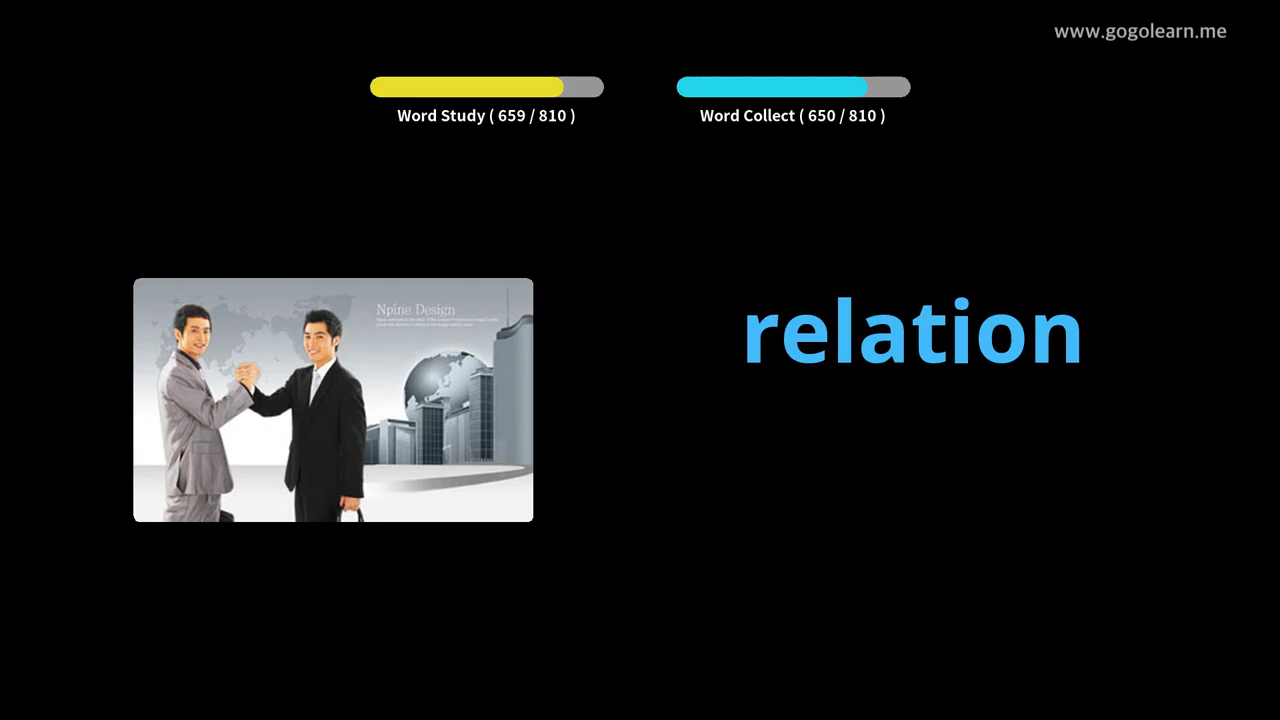 www.gogolearn.me
Word Study ( 659 / 810 )
Word Collect ( 650 / 810 )
Npine Design
relation